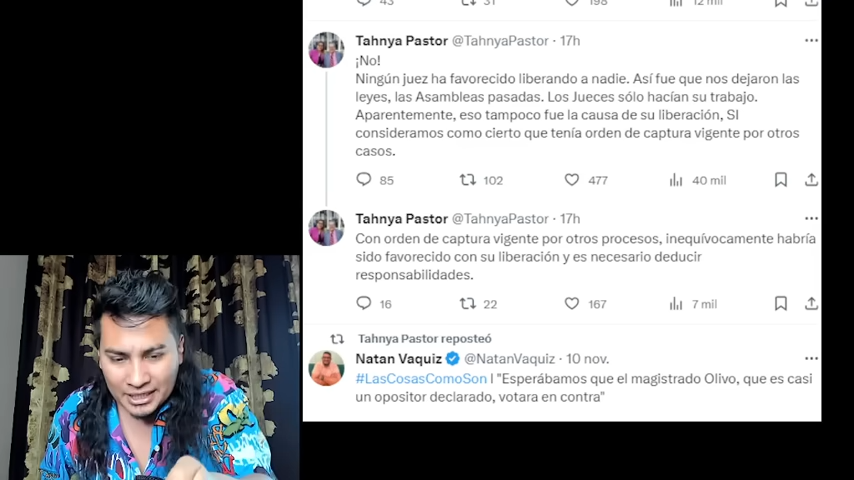 43 31 198 12 mil
Tahnya Pastor @TahnyaPastor · 17h
¡No!
Ningún juez ha favorecido liberando a nadie. Así fue que nos dejaron las
leyes, las Asambleas pasadas. Los Jueces sólo hacían su trabajo.
Aparentemente, eso tampoco fue la causa de su liberación, SI
consideramos como cierto que tenía orden de captura vigente por otros
casos.
85 102 477 40 mil
Tahnya Pastor @TahnyaPastor · 17h
Con orden de captura vigente por otros procesos, inequívocamente habría
sido favorecido con su liberación y es necesario deducir
responsabilidades.
16 22 167 7 mil
Tahnya Pastor reposteó
Natan Vaquiz @NatanVaquiz · 10 nov.
#LasCosasComoSon | "Esperábamos que el magistrado Olivo, que es casi
un opositor declarado, votara en contra"